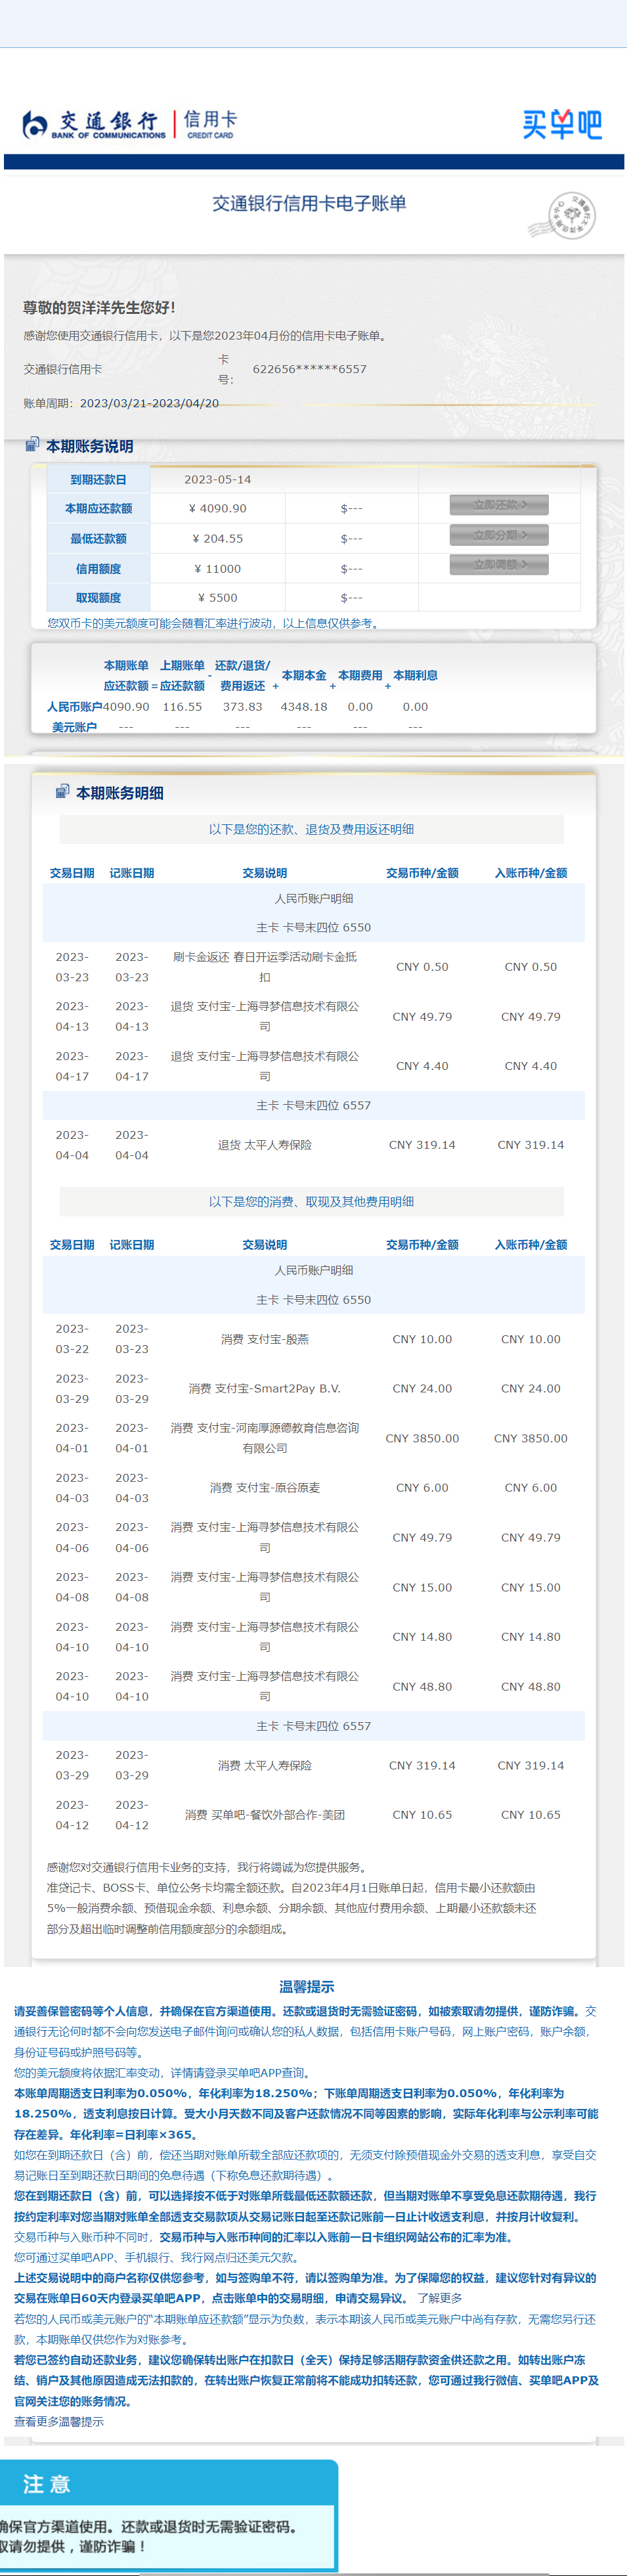 交通銀行 信用卡
BANK OF COMMUNICATIONS CREDIT CARD
买单吧
交通银行信用卡电子账单
尊敬的贺洋洋先生您好!
感谢您使用交通银行信用卡，以下是您2023年04月份的信用卡电子账单。
交通银行信用卡 卡号： 622656******6557
账单周期：2023/03/21-2023/04/20
本期账务说明
到期还款日 2023-05-14
本期应还款额 ¥ 4090.90 $---  立即还款
最低还款额 ¥ 204.55 $--- 立即分期
信用额度 ¥ 11000 $--- 立即调额
取现额度 ¥ 5500 $---
您双币卡的美元额度可能会随着汇率进行波动，以上信息仅供参考。
本期账单 上期账单 还款/退货/ 本期本金 本期费用 本期利息
应还款额 = 应还款额 - 费用返还 + + +
人民币账户 4090.90 116.55 373.83 4348.18 0.00 0.00
美元账户 --- --- --- --- --- ---
本期账务明细
以下是您的还款、退货及费用返还明细
交易日期 记账日期 交易说明 交易币种/金额 入账币种/金额
人民币账户明细
主卡 卡号末四位 6550
2023-03-23 2023-03-23 刷卡金返还 春日开运季活动刷卡金抵扣 CNY 0.50 CNY 0.50
2023-04-13 2023-04-13 退货 支付宝-上海寻梦信息技术有限公司 CNY 49.79 CNY 49.79
2023-04-17 2023-04-17 退货 支付宝-上海寻梦信息技术有限公司 CNY 4.40 CNY 4.40
主卡 卡号末四位 6557
2023-04-04 2023-04-04 退货 太平人寿保险 CNY 319.14 CNY 319.14
以下是您的消费、取现及其他费用明细
交易日期 记账日期 交易说明 交易币种/金额 入账币种/金额
人民币账户明细
主卡 卡号末四位 6550
2023-03-22 2023-03-23 消费 支付宝-殷燕 CNY 10.00 CNY 10.00
2023-03-29 2023-03-29 消费 支付宝-Smart2Pay B.V. CNY 24.00 CNY 24.00
2023-04-01 2023-04-01 消费 支付宝-河南厚源德教育信息咨询有限公司 CNY 3850.00 CNY 3850.00
2023-04-03 2023-04-03 消费 支付宝-原谷原麦 CNY 6.00 CNY 6.00
2023-04-06 2023-04-06 消费 支付宝-上海寻梦信息技术有限公司 CNY 49.79 CNY 49.79
2023-04-08 2023-04-08 消费 支付宝-上海寻梦信息技术有限公司 CNY 15.00 CNY 15.00
2023-04-10 2023-04-10 消费 支付宝-上海寻梦信息技术有限公司 CNY 14.80 CNY 14.80
2023-04-10 2023-04-10 消费 支付宝-上海寻梦信息技术有限公司 CNY 48.80 CNY 48.80
主卡 卡号末四位 6557
2023-03-29 2023-03-29 消费 太平人寿保险 CNY 319.14 CNY 319.14
2023-04-12 2023-04-12 消费 买单吧-餐饮外部合作-美团 CNY 10.65 CNY 10.65
感谢您对交通银行信用卡业务的支持，我行将竭诚为您提供服务。
准贷记卡、BOSS卡、单位公务卡均需全额还款。自2023年4月1日账单日起，信用卡最小还款额由
5%一般消费余额、预借现金余额、利息余额、分期余额、其他应付费用余额、上期最小还款额未还
部分及超出临时调整前信用额度部分的余额组成。
温馨提示
请妥善保管密码等个人信息，并确保在官方渠道使用。还款或退货时无需验证密码，如被索取请勿提供，谨防诈骗。交
通银行无论何时都不会向您发送电子邮件询问或确认您的私人数据，包括信用卡账户号码，网上账户密码，账户余额，
身份证号码或护照号码等。
您的美元额度将依据汇率变动，详情请登录买单吧APP查询。
本账单周期透支日利率为0.050%，年化利率为18.250%；下账单周期透支日利率为0.050%，年化利率为
18.250%，透支利息按日计算。受大小月天数不同及客户还款情况不同等因素的影响，实际年化利率与公示利率可能
存在差异。年化利率=日利率×365。
如您在到期还款日（含）前，偿还当期对账单所载全部应还款项的，无须支付除预借现金外交易的透支利息，享受自交
易记账日至到期还款日期间的免息待遇（下称免息还款期待遇）。
您在到期还款日（含）前，可以选择按不低于对账单所载最低还款额还款，但当期对账单不享受免息还款期待遇，我行
按约定利率对您当期对账单全部透支交易款项从交易记账日起至还款记账前一日止计收透支利息，并按月计收复利。
交易币种与入账币种不同时，交易币种与入账币种间的汇率以入账前一日卡组织网站公布的汇率为准。
您可通过买单吧APP、手机银行、我行网点归还美元欠款。
上述交易说明中的商户名称仅供您参考，如与签购单不符，请以签购单为准。为了保障您的权益，建议您针对有异议的
交易在账单日60天内登录买单吧APP，点击账单中的交易明细，申请交易异议。 了解更多
若您的人民币或美元账户的“本期账单应还款额”显示为负数，表示本期该人民币或美元账户中尚有存款，无需您另行还
款，本期账单仅供您作为对账参考。
若您已签约自动还款业务，建议您确保转出账户在扣款日（全天）保持足够活期存款资金供还款之用。如转出账户冻
结、销户及其他原因造成无法扣款的，在转出账户恢复正常前将不能成功扣转还款，您可通过我行微信、买单吧APP及
官网关注您的账务情况。
查看更多温馨提示
注 意
确保官方渠道使用。还款或退货时无需验证密码。
取请勿提供，谨防诈骗！